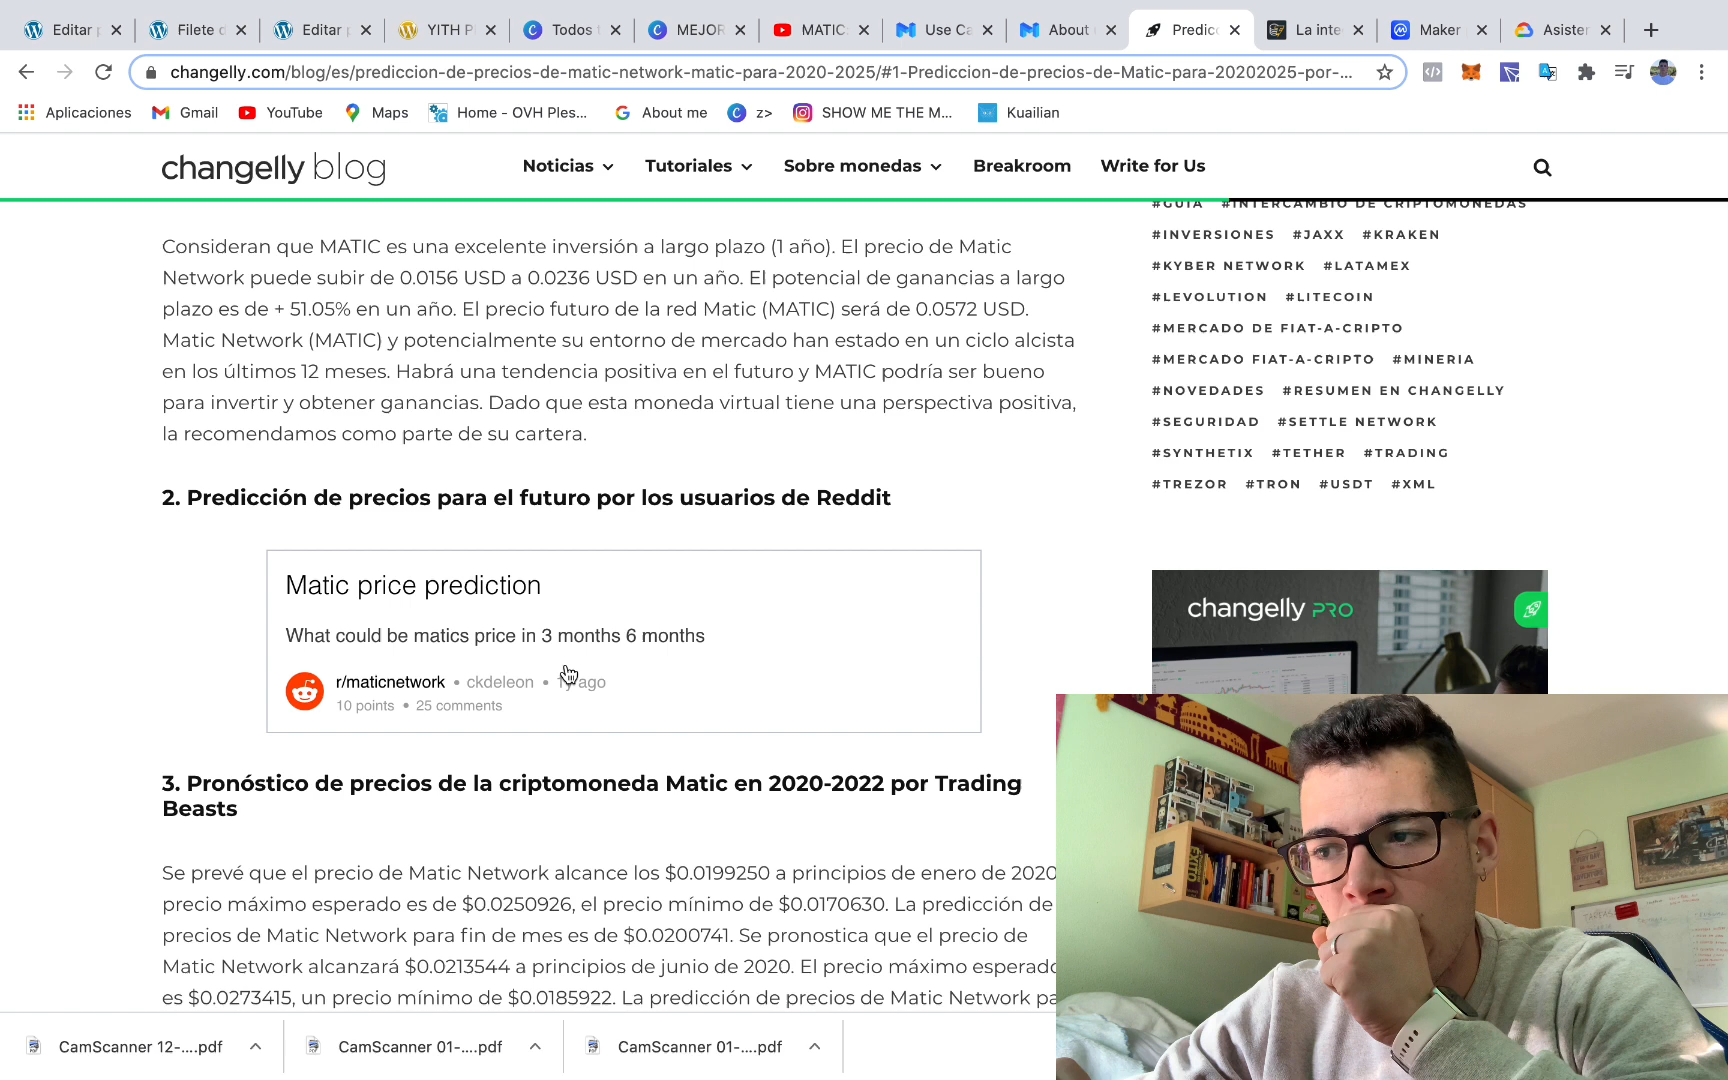 Editar
Filete d
Editar
YITH P
Todos
MEJOR
MATIC
Use Ca
About
Predic
La inte
Maker
Asister
changelly.com/blog/es/prediccion-de-precios-de-matic-network-matic-para-2020-2025/#1-Prediccion-de-precios-de-Matic-para-20202025-por-...
Aplicaciones
Gmail
YouTube
Maps
Home - OVH Ples...
About me
z>
SHOW ME THE M...
Kuailian
changelly blog
Noticias
Tutoriales
Sobre monedas
Breakroom
Write for Us
Consideran que MATIC es una excelente inversión a largo plazo (1 año). El precio de Matic
Network puede subir de 0.0156 USD a 0.0236 USD en un año. El potencial de ganancias a largo
plazo es de + 51.05% en un año. El precio futuro de la red Matic (MATIC) será de 0.0572 USD.
Matic Network (MATIC) y potencialmente su entorno de mercado han estado en un ciclo alcista
en los últimos 12 meses. Habrá una tendencia positiva en el futuro y MATIC podría ser bueno
para invertir y obtener ganancias. Dado que esta moneda virtual tiene una perspectiva positiva,
la recomendamos como parte de su cartera.
2. Predicción de precios para el futuro por los usuarios de Reddit
Matic price prediction
What could be matics price in 3 months 6 months
r/maticnetwork • ckdeleon • 1y ago
10 points • 25 comments
3. Pronóstico de precios de la criptomoneda Matic en 2020-2022 por Trading
Beasts
Se prevé que el precio de Matic Network alcance los $0.0199250 a principios de enero de 2020
precio máximo esperado es de $0.0250926, el precio mínimo de $0.0170630. La predicción de
precios de Matic Network para fin de mes es de $0.0200741. Se pronostica que el precio de
Matic Network alcanzará $0.0213544 a principios de junio de 2020. El precio máximo esperado
es $0.0273415, un precio mínimo de $0.0185922. La predicción de precios de Matic Network pa
#GUIA #INTERCAMBIO DE CRIPTOMONEDAS
#INVERSIONES #JAXX #KRAKEN
#KYBER NETWORK #LATAMEX
#LEVOLUTION #LITECOIN
#MERCADO DE FIAT-A-CRIPTO
#MERCADO FIAT-A-CRIPTO #MINERIA
#NOVEDADES #RESUMEN EN CHANGELLY
#SEGURIDAD #SETTLE NETWORK
#SYNTHETIX #TETHER #TRADING
#TREZOR #TRON #USDT #XML
changelly PRO
CamScanner 12-....pdf
CamScanner 01-....pdf
CamScanner 01-....pdf